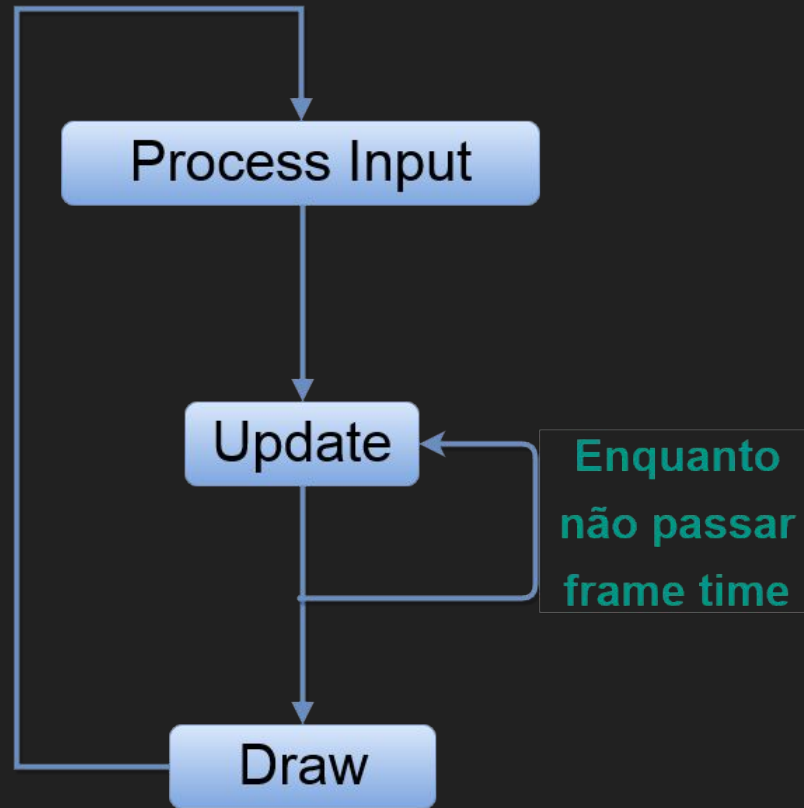 Process Input
Update
Enquanto
não passar
frame time
Draw